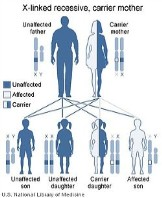 X-linked recessive, carrier mother
Unaffected father
Carrier mother
Unaffected
Affected
Carrier
X Y
X X
X Y
X X
X X
X Y
Unaffected son
Unaffected daughter
Carrier daughter
Affected son
U.S. National Library of Medicine